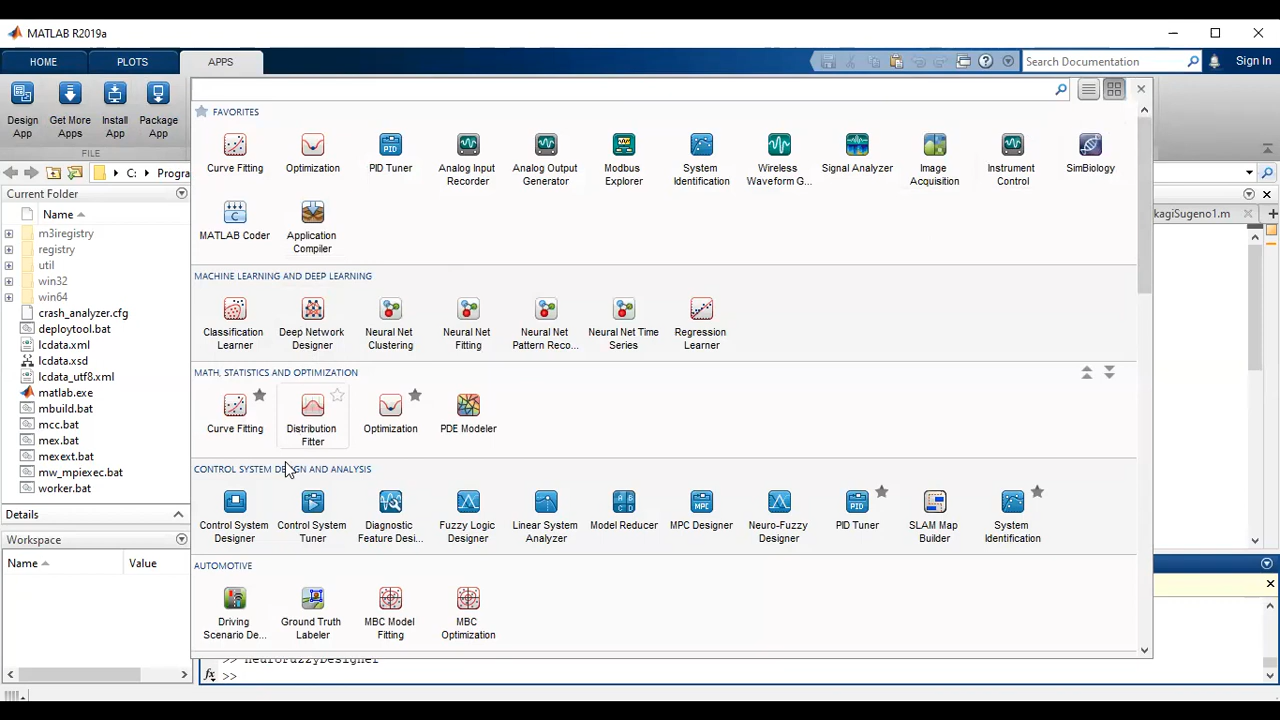 MATLAB R2019a
HOME PLOTS APPS
Search Documentation
Sign In
Design App
Get More Apps
Install App
Package App
FILE
C: Progra
Current Folder
Name
m3iregistry
registry
util
win32
win64
crash_analyzer.cfg
deploytool.bat
lcdata.xml
lcdata.xsd
lcdata_utf8.xml
matlab.exe
mbuild.bat
mcc.bat
mex.bat
mexext.bat
mw_mpiexec.bat
worker.bat
Details
Workspace
Name Value
FAVORITES
Curve Fitting
Optimization
PID Tuner
Analog Input Recorder
Analog Output Generator
Modbus Explorer
System Identification
Wireless Waveform G...
Signal Analyzer
Image Acquisition
Instrument Control
SimBiology
MATLAB Coder
Application Compiler
MACHINE LEARNING AND DEEP LEARNING
Classification Learner
Deep Network Designer
Neural Net Clustering
Neural Net Fitting
Neural Net Pattern Reco...
Neural Net Time Series
Regression Learner
MATH, STATISTICS AND OPTIMIZATION
Curve Fitting
Distribution Fitter
Optimization
PDE Modeler
CONTROL SYSTEM DESIGN AND ANALYSIS
Control System Designer
Control System Tuner
Diagnostic Feature Desi...
Fuzzy Logic Designer
Linear System Analyzer
Model Reducer
MPC Designer
Neuro-Fuzzy Designer
PID Tuner
SLAM Map Builder
System Identification
AUTOMOTIVE
Driving Scenario De...
Ground Truth Labeler
MBC Model Fitting
MBC Optimization
kagiSugeno1.m
>> neuroFuzzyDesigner
fx >>